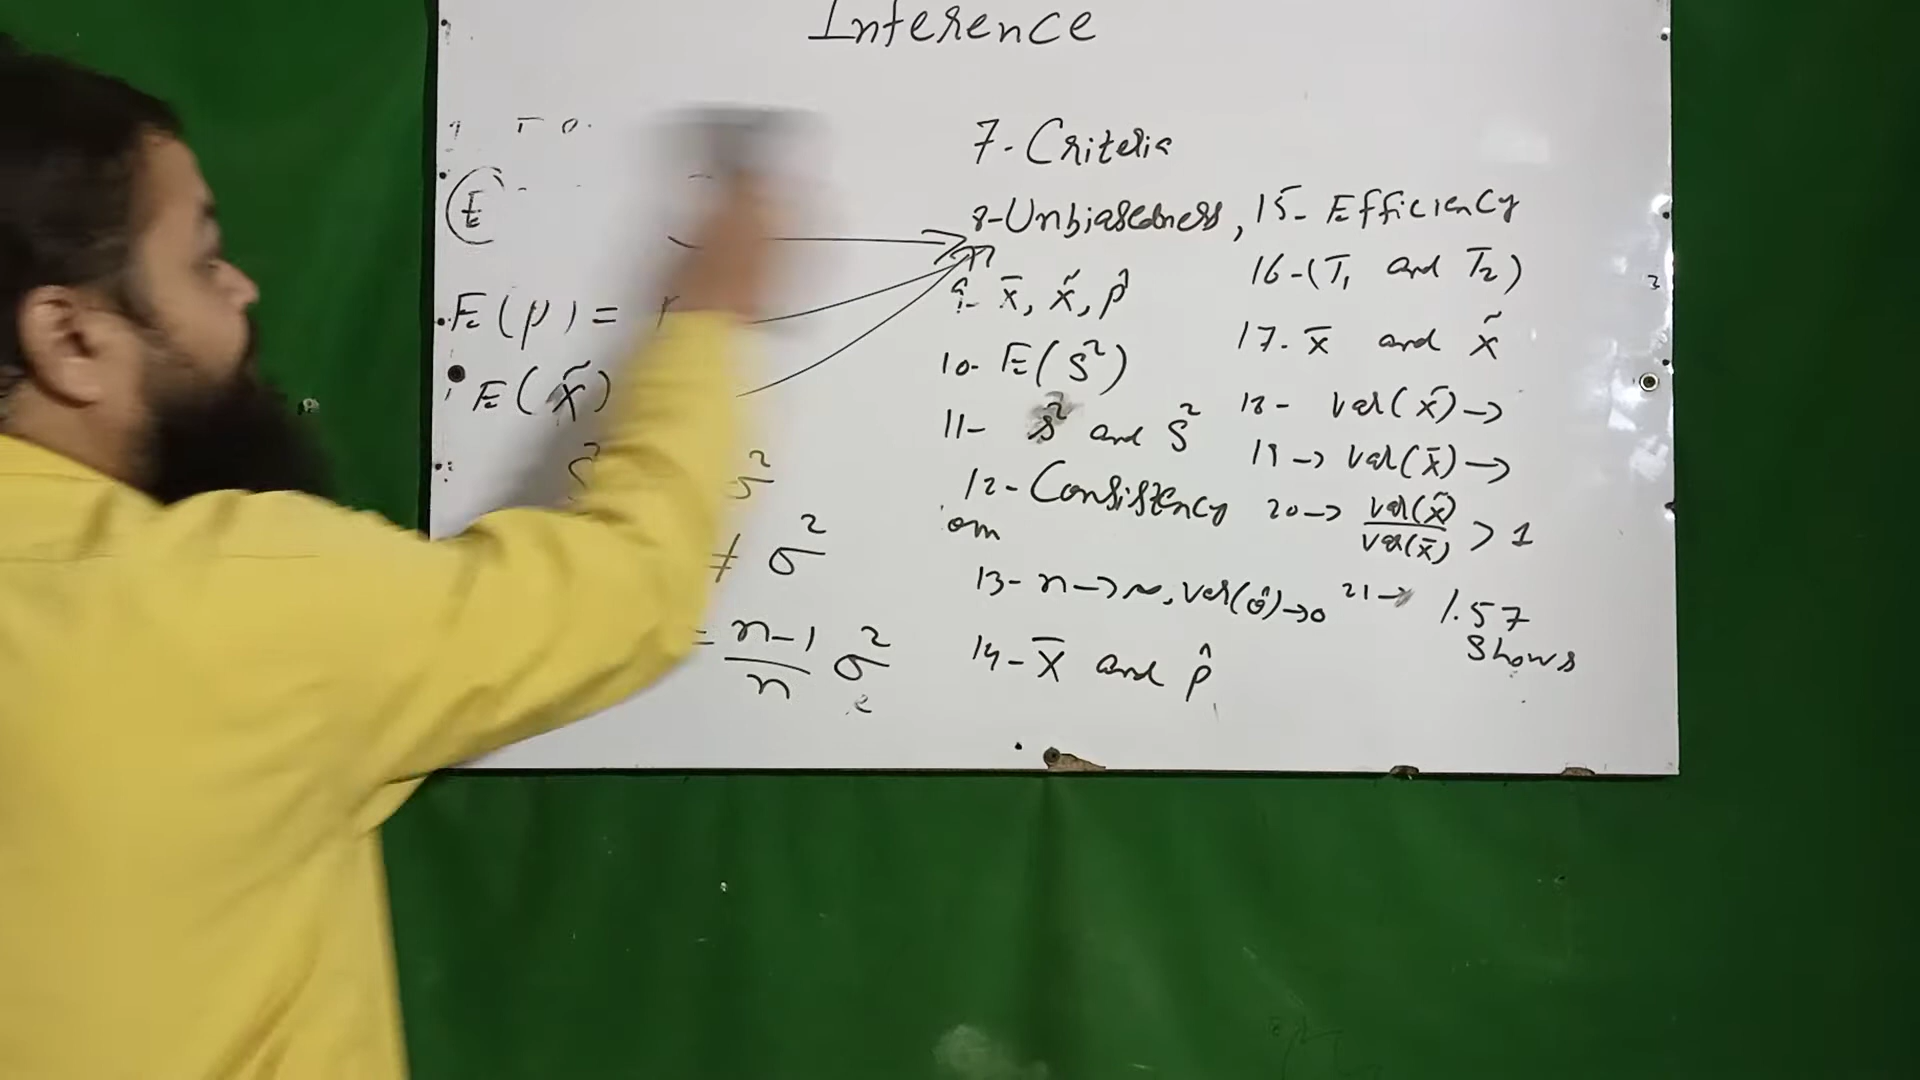 Inference
E(p) =
E(x̃)
S²
≠ σ²
= n-1/n σ²
7- Criteria
8- Unbiasedness, 15- Efficiency
9- x̄, x̃, p̂
10- E(S²)
11- s² and S²
12- Consistency
om
13- n→∞, var(θ̂)→0
14- X̄ and p̂
16-(T₁ and T₂)
17. x̄ and x̃
18- var(x̃)→
19→ var(x̄)→
20→ var(x̃)/var(x̄) > 1
21→ 1.57
Shows